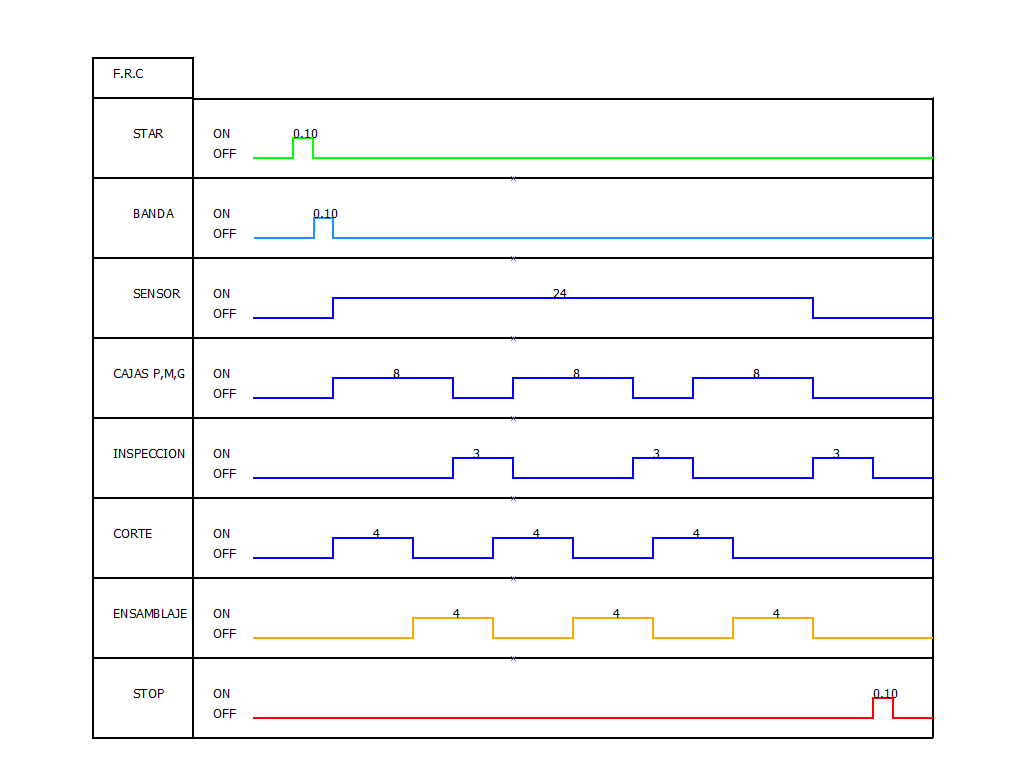 F.R.C
0.10
STAR ON
OFF
0.10
BANDA ON
OFF
SENSOR ON 24
OFF
CAJAS P,M,G ON 8 8 8
OFF
INSPECCION ON 3 3 3
OFF
CORTE ON 4 4 4
OFF
ENSAMBLAJE ON 4 4 4
OFF
0.10
STOP ON
OFF